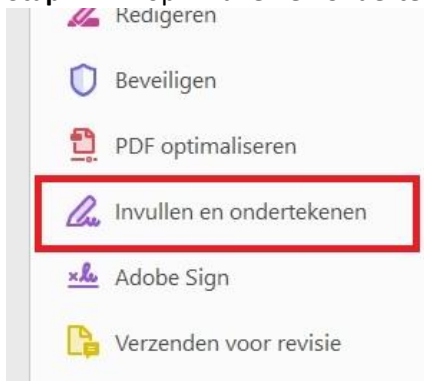 Redigeren
Beveiligen
PDF optimaliseren
Invullen en ondertekenen
Adobe Sign
Verzenden voor revisie